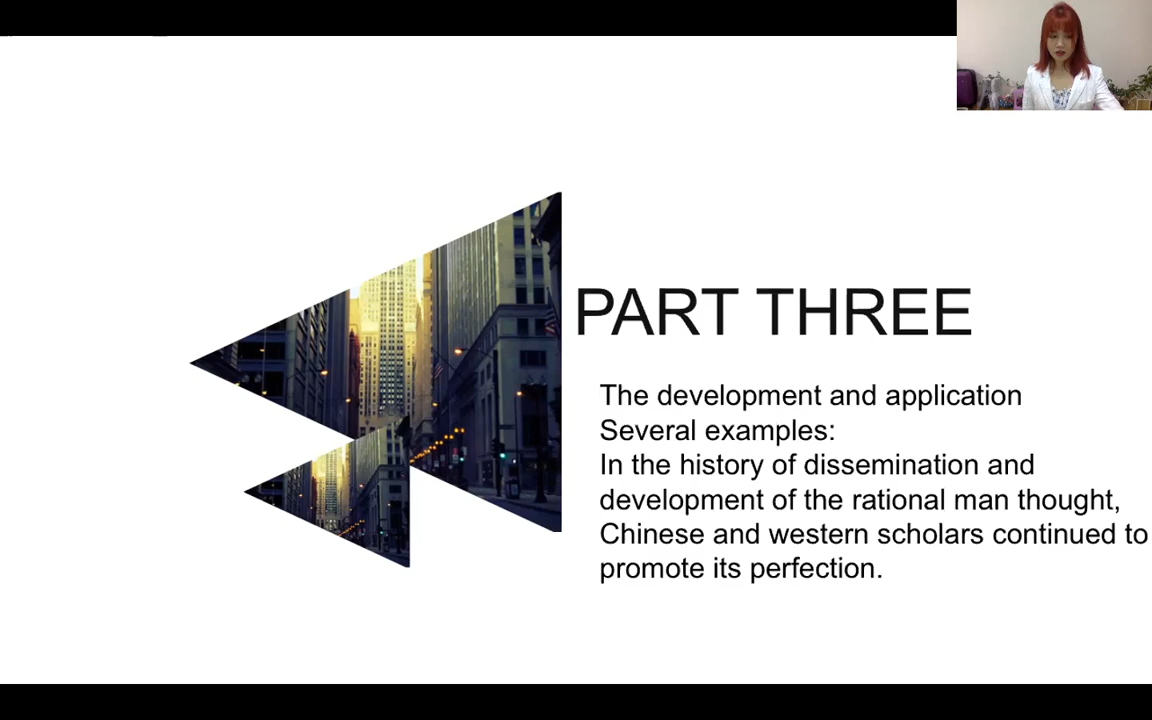 PART THREE
The development and application
Several examples:
In the history of dissemination and
development of the rational man thought,
Chinese and western scholars continued to
promote its perfection.